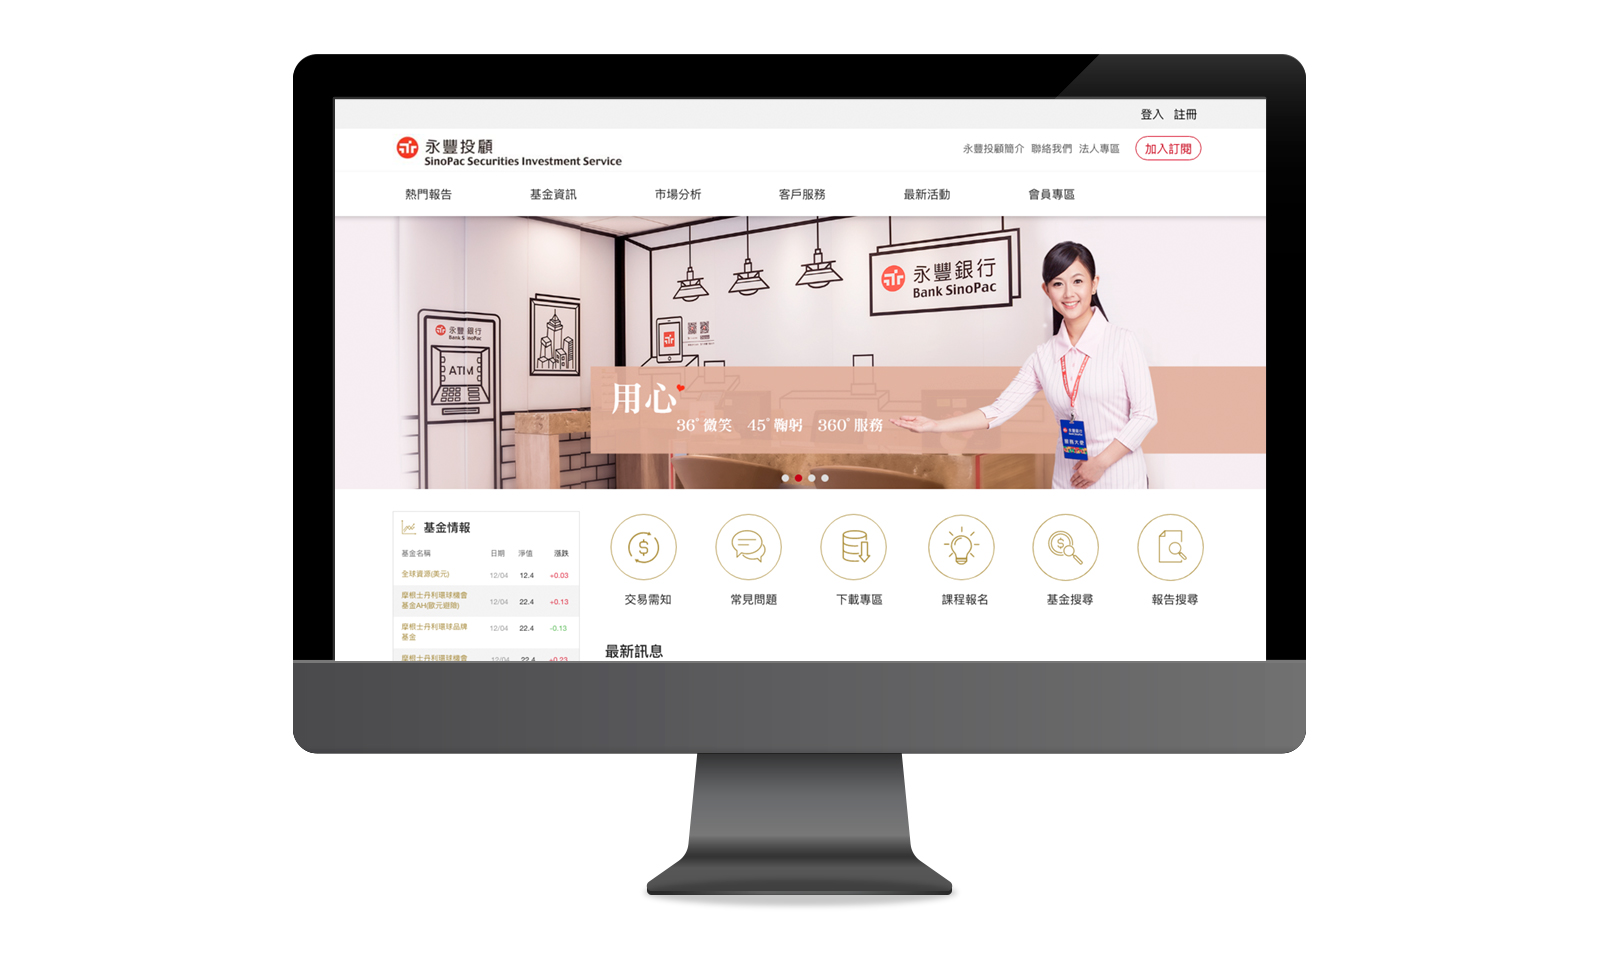 登入 註冊
永豐投顧
SinoPac Securities Investment Service
永豐投顧簡介 聯絡我們 法人專區 加入訂閱
熱門報告 基金資訊 市場分析 客戶服務 最新活動 會員專區
永豐銀行
Bank SinoPac
永豐銀行
Bank SinoPac
ATM
用心
36°微笑 45°鞠躬 360°服務
永豐銀行
服務大使
基金情報
基金名稱 日期 淨值 漲跌
全球資源(美元) 12/04 12.4 +0.03
摩根士丹利環球機會
基金AH(歐元避險) 12/04 22.4 +0.13
摩根士丹利環球品牌
基金 12/04 22.4 -0.13
摩根士丹利環球機會 12/04 22.4 +0.23
交易需知 常見問題 下載專區 課程報名 基金搜尋 報告搜尋
最新訊息